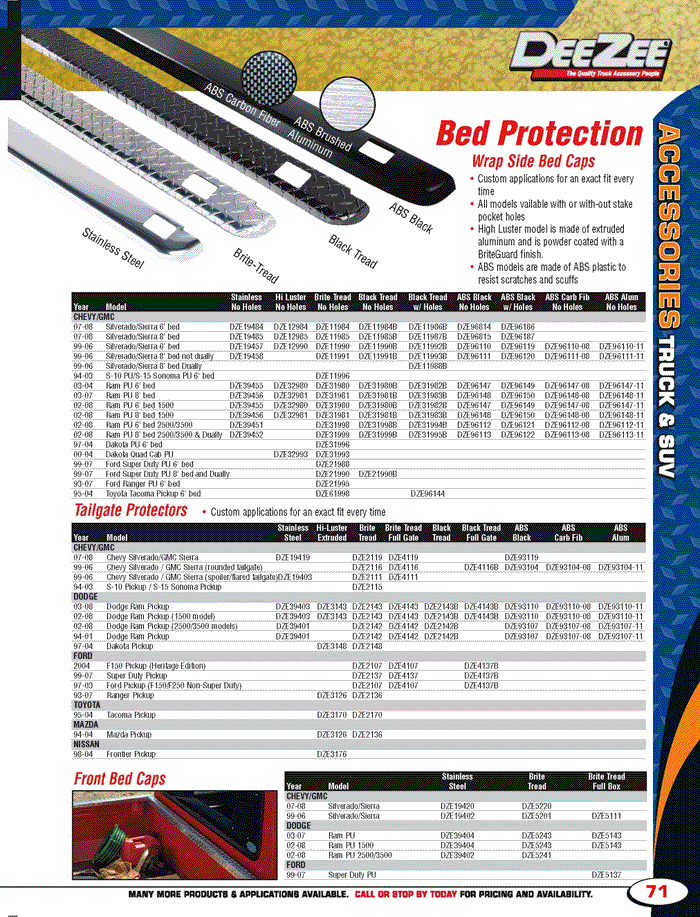 DEEZEE
The Quality Truck Accessory People
ABS Carbon Fiber
ABS Brushed
Aluminum
ABS Black
Stainless Steel
Brite-Tread
Black Tread
Bed Protection
Wrap Side Bed Caps
• Custom applications for an exact fit every
time
• All models vailable with or with-out stake
pocket holes
• High Luster model is made of extruded
aluminum and is powder coated with a
BriteGuard finish.
• ABS models are made of ABS plastic to
resist scratches and scuffs
ACCESSORIES TRUCK & SUV
Stainless Hi Luster Brite Tread Black Tread Black Tread ABS Black ABS Black ABS Carb Fib ABS Alum
Year Model No Holes No Holes No Holes No Holes w/ Holes No Holes w/ Holes No Holes No Holes
CHEVY/GMC
07-08 Silverado/Sierra 6' bed DZE19484 DZE12984 DZE11984 DZE11984B DZE11986B DZE96814 DZE96186
07-08 Silverado/Sierra 8' bed DZE19485 DZE12985 DZE11985 DZE11985B DZE11987B DZE96815 DZE96187
99-06 Silverado/Sierra 6' bed DZE19457 DZE12990 DZE11990 DZE11990B DZE11992B DZE96110 DZE96119 DZE96110-08 DZE96110-11
99-06 Silverado/Sierra 8' bed not dually DZE19458 DZE11991 DZE11991B DZE11993B DZE96111 DZE96120 DZE96111-08 DZE96111-11
99-06 Silverado/Sierra 8' bed Dually DZE11988B
94-03 S-10 PU/S-15 Sonoma PU 6' bed DZE11996
03-04 Ram PU 6' bed DZE39455 DZE32980 DZE31980 DZE31980B DZE31982B DZE96147 DZE96149 DZE96147-08 DZE96147-11
03-07 Ram PU 8' bed DZE39456 DZE32981 DZE31981 DZE31981B DZE31983B DZE96148 DZE96150 DZE96148-08 DZE96148-11
02-08 Ram PU 6' bed 1500 DZE39455 DZE32980 DZE31980 DZE31980B DZE31982B DZE96147 DZE96149 DZE96147-08 DZE96147-11
02-08 Ram PU 8' bed 1500 DZE39456 DZE32981 DZE31981 DZE31981B DZE31983B DZE96148 DZE96150 DZE96148-08 DZE96148-11
02-08 Ram PU 6' bed 2500/3500 DZE39451 DZE31998 DZE31998B DZE31994B DZE96112 DZE96121 DZE96112-08 DZE96112-11
02-08 Ram PU 8' bed 2500/3500 & Dually DZE39452 DZE31999 DZE31999B DZE31995B DZE96113 DZE96122 DZE96113-08 DZE96113-11
97-04 Dakota PU 6' bed DZE31996
00-04 Dakota Quad Cab PU DZE32993 DZE31993
99-07 Ford Super Duty PU 6' bed DZE21988
99-07 Ford Super Duty PU 8' bed and Dually DZE21990 DZE21990B
93-07 Ford Ranger PU 6' bed DZE21995
95-04 Toyota Tacoma Pickup 6' bed DZE61998 DZE96144
Tailgate Protectors • Custom applications for an exact fit every time
Stainless Hi-Luster Brite Brite Tread Black Black Tread ABS ABS ABS
Year Model Steel Extruded Tread Full Gate Tread Full Gate Black Carb Fib Alum
CHEVY/GMC
07-08 Chevy Silverado/GMC Sierra DZE19419 DZE2119 DZE4119 DZE93119
99-06 Chevy Silverado / GMC Sierra (rounded tailgate) DZE2116 DZE4116 DZE4116B DZE93104 DZE93104-08 DZE93104-11
99-06 Chevy Silverado / GMC Sierra (spoiler/flared tailgate) DZE19403 DZE2111 DZE4111
94-03 S-10 Pickup / S-15 Sonoma Pickup DZE2115
DODGE
03-08 Dodge Ram Pickup DZE39403 DZE3143 DZE2143 DZE4143 DZE2143B DZE4143B DZE93110 DZE93110-08 DZE93110-11
02-08 Dodge Ram Pickup (1500 model) DZE39403 DZE3143 DZE2143 DZE4143 DZE2143B DZE4143B DZE93110 DZE93110-08 DZE93110-11
02-08 Dodge Ram Pickup (2500/3500 models) DZE39401 DZE2142 DZE4142 DZE2142B DZE93107 DZE93107-08 DZE93107-11
94-01 Dodge Ram Pickup DZE39401 DZE2142 DZE4142 DZE2142B DZE93107 DZE93107-08 DZE93107-11
97-04 Dakota Pickup DZE3148 DZE2148
FORD
2004 F150 Pickup (Heritage Edition) DZE2107 DZE4107 DZE4137B
99-07 Super Duty Pickup DZE2137 DZE4137 DZE4137B
97-03 Ford Pickup (F150/F250 Non-Super Duty) DZE2107 DZE4107 DZE4137B
93-07 Ranger Pickup DZE3126 DZE2136
TOYOTA
95-04 Tacoma Pickup DZE3170 DZE2170
MAZDA
94-04 Mazda Pickup DZE3126 DZE2136
NISSAN
98-04 Frontier Pickup DZE3176
Front Bed Caps
Stainless Brite Brite Tread
Year Model Steel Tread Full Box
CHEVY/GMC
07-08 Silverado/Sierra DZE19420 DZE5220
99-06 Silverado/Sierra DZE19402 DZE5201 DZE5111
DODGE
03-07 Ram PU DZE39404 DZE5243 DZE5143
02-08 Ram PU 1500 DZE39404 DZE5243 DZE5143
02-08 Ram PU 2500/3500 DZE39402 DZE5241
FORD
99-07 Super Duty PU DZE5137
MANY MORE PRODUCTS & APPLICATIONS AVAILABLE. CALL OR STOP BY TODAY FOR PRICING AND AVAILABILITY.
71